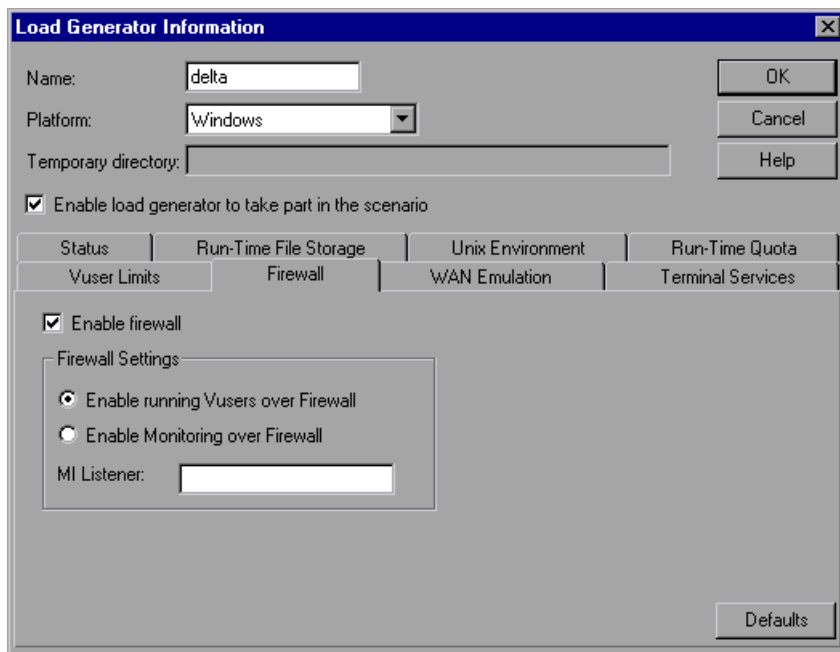 Load Generator Information
Name: delta OK
Platform: Windows Cancel
Temporary directory: Help
Enable load generator to take part in the scenario
Status Run-Time File Storage Unix Environment Run-Time Quota
Vuser Limits Firewall WAN Emulation Terminal Services
Enable firewall
Firewall Settings
Enable running Vusers over Firewall
Enable Monitoring over Firewall
MI Listener:
Defaults